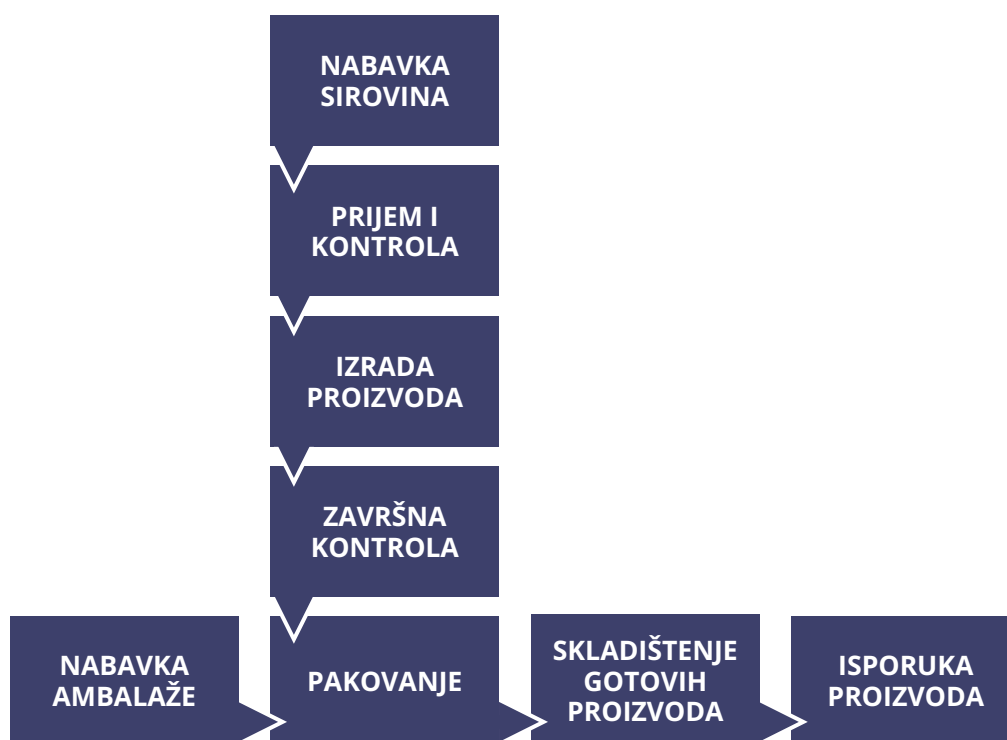 NABAVKA
SIROVINA
PRIJEM I
KONTROLA
IZRADA
PROIZVODA
ZAVRŠNA
KONTROLA
NABAVKA
AMBALAŽE
PAKOVANJE
SKLADIŠTENJE
GOTOVIH
PROIZVODA
ISPORUKA
PROIZVODA